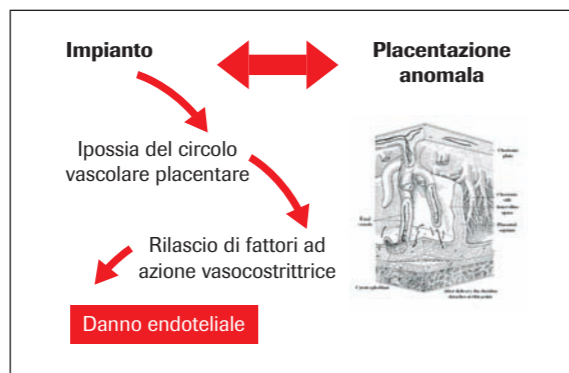 Impianto
Placentazione
anomala
Ipossia del circolo
vascolare placentare
Rilascio di fattori ad
azione vasocostrittrice
Danno endoteliale